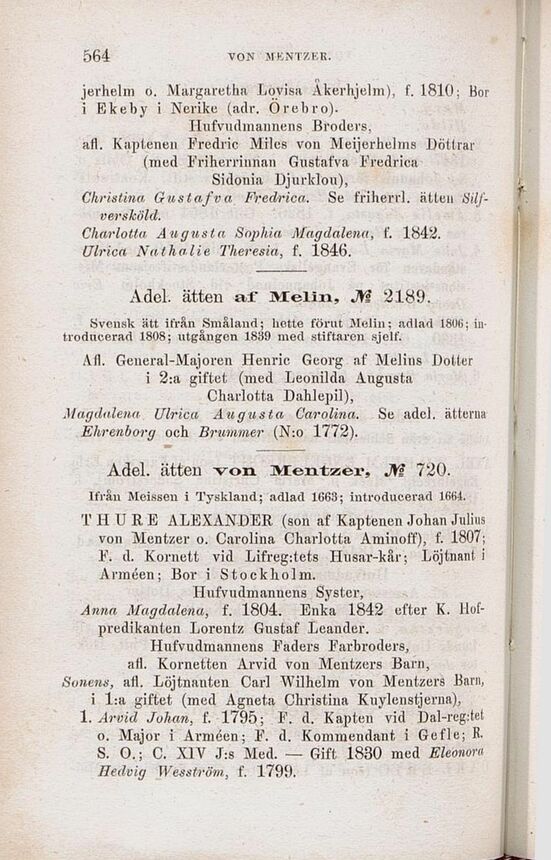 564 VON MENTZER.
jerhelm o. Margaretha Lovisa Åkerhjelm), f. 1810; Bor
i Ekeby i Nerike (adr. Örebro).
Hufvudmannens Broders,
afl. Kaptenen Fredric Miles von Meijerhelms Döttrar
(med Friherrinnan Gustafva Fredrica
Sidonia Djurklou),
Christina Gustafva Fredrica. Se friherrl. ätten Silf-
versköld.
Charlotta Augusta Sophia Magdalena, f. 1842.
Ulrica Nathalie Theresia, f. 1846.
Adel. ätten af Melin, № 2189.
Svensk ätt ifrån Småland; hette förut Melin; adlad 1806; in-
troducerad 1808; utgången 1839 med stiftaren sjelf.
Afl. General-Majoren Henric Georg af Melins Dotter
i 2:a giftet (med Leonilda Augusta
Charlotta Dahlepil),
Magdalena Ulrica Augusta Carolina. Se adel. ätterna
Ehrenborg och Brummer (N:o 1772).
Adel. ätten von Mentzer, № 720.
Ifrån Meissen i Tyskland; adlad 1663; introducerad 1664.
THURE ALEXANDER (son af Kaptenen Johan Julius
von Mentzer o. Carolina Charlotta Aminoff), f. 1807;
F. d. Kornett vid Lifreg:tets Husar-kår; Löjtnant i
Arméen; Bor i Stockholm.
Hufvudmannens Syster,
Anna Magdalena, f. 1804. Enka 1842 efter K. Hof-
predikanten Lorentz Gustaf Leander.
Hufvudmannens Faders Farbroders,
afl. Kornetten Arvid von Mentzers Barn,
Sonens, afl. Löjtnanten Carl Wilhelm von Mentzers Barn,
i 1:a giftet (med Agneta Christina Kuylenstjerna),
1. Arvid Johan, f. 1795; F. d. Kapten vid Dal-reg:tet
o. Major i Arméen; F. d. Kommendant i Gefle; R.
S. O.; C. XIV J:s Med. — Gift 1830 med Eleonora
Hedvig Wesström, f. 1799.